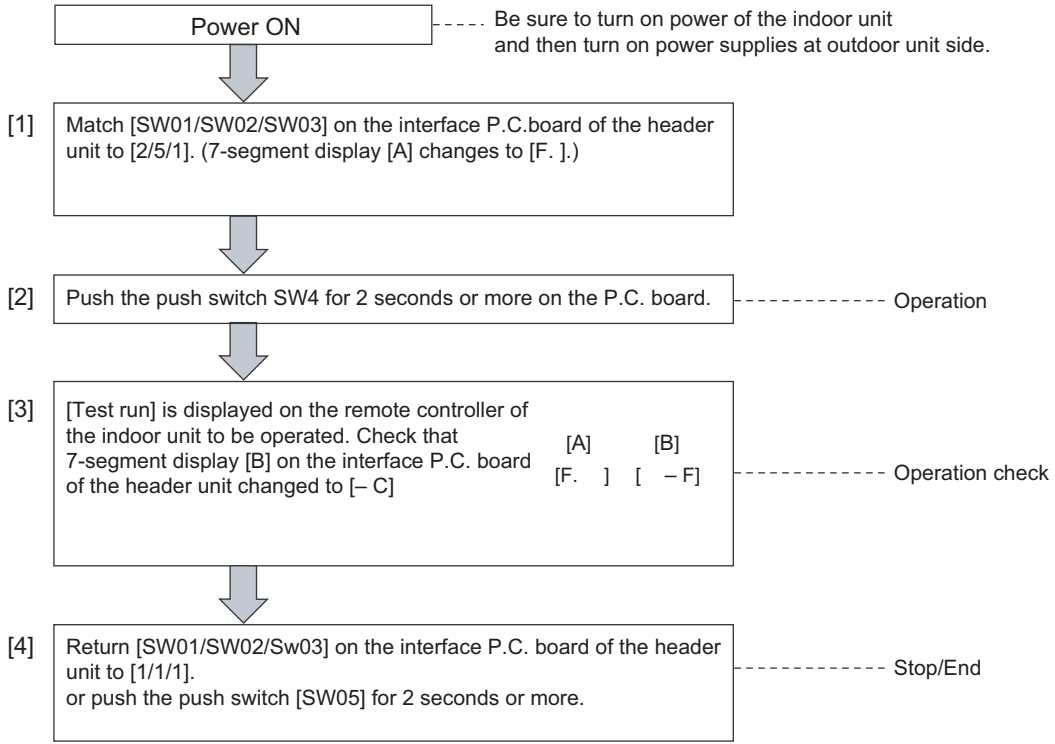 Power ON
Be sure to turn on power of the indoor unit
and then turn on power supplies at outdoor unit side.
[1]
Match [SW01/SW02/SW03] on the interface P.C.board of the header
unit to [2/5/1]. (7-segment display [A] changes to [F. ].)
[2]
Push the push switch SW4 for 2 seconds or more on the P.C. board.
Operation
[3]
[Test run] is displayed on the remote controller of
the indoor unit to be operated. Check that
7-segment display [B] on the interface P.C. board
of the header unit changed to [– C]
[A] [B]
[F. ] [ – F]
Operation check
[4]
Return [SW01/SW02/Sw03] on the interface P.C. board of the header
unit to [1/1/1].
or push the push switch [SW05] for 2 seconds or more.
Stop/End